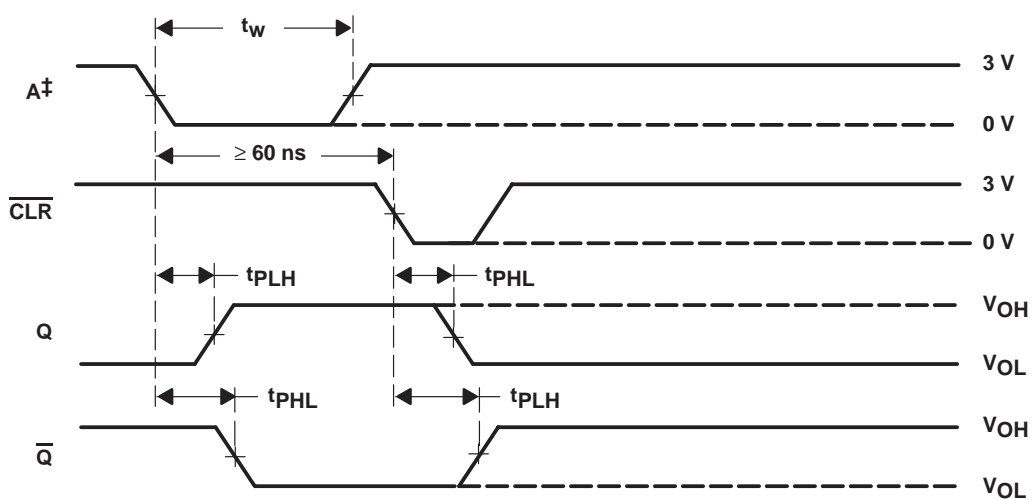 tw
A‡
3 V
0 V
≥ 60 ns
CLR
3 V
0 V
tPLH
tPHL
Q
VOH
VOL
tPHL
tPLH
Q
VOH
VOL